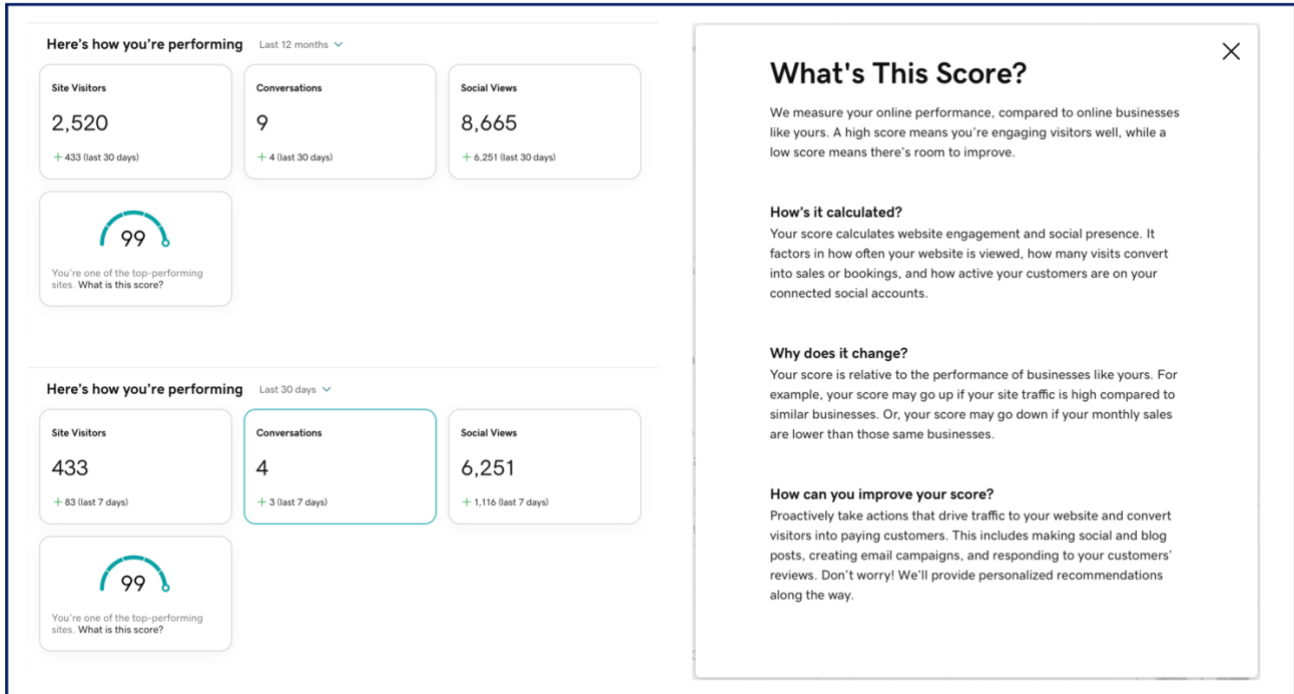 Here's how you're performing Last 12 months
Site Visitors
2,520
+ 433 (last 30 days)
Conversations
9
+ 4 (last 30 days)
Social Views
8,665
+ 6,251 (last 30 days)
99
You're one of the top-performing
sites. What is this score?
Here's how you're performing Last 30 days
Site Visitors
433
+ 83 (last 7 days)
Conversations
4
+ 3 (last 7 days)
Social Views
6,251
+ 1,116 (last 7 days)
99
You're one of the top-performing
sites. What is this score?
What's This Score?
We measure your online performance, compared to online businesses
like yours. A high score means you're engaging visitors well, while a
low score means there's room to improve.
How's it calculated?
Your score calculates website engagement and social presence. It
factors in how often your website is viewed, how many visits convert
into sales or bookings, and how active your customers are on your
connected social accounts.
Why does it change?
Your score is relative to the performance of businesses like yours. For
example, your score may go up if your site traffic is high compared to
similar businesses. Or, your score may go down if your monthly sales
are lower than those same businesses.
How can you improve your score?
Proactively take actions that drive traffic to your website and convert
visitors into paying customers. This includes making social and blog
posts, creating email campaigns, and responding to your customers'
reviews. Don't worry! We'll provide personalized recommendations
along the way.